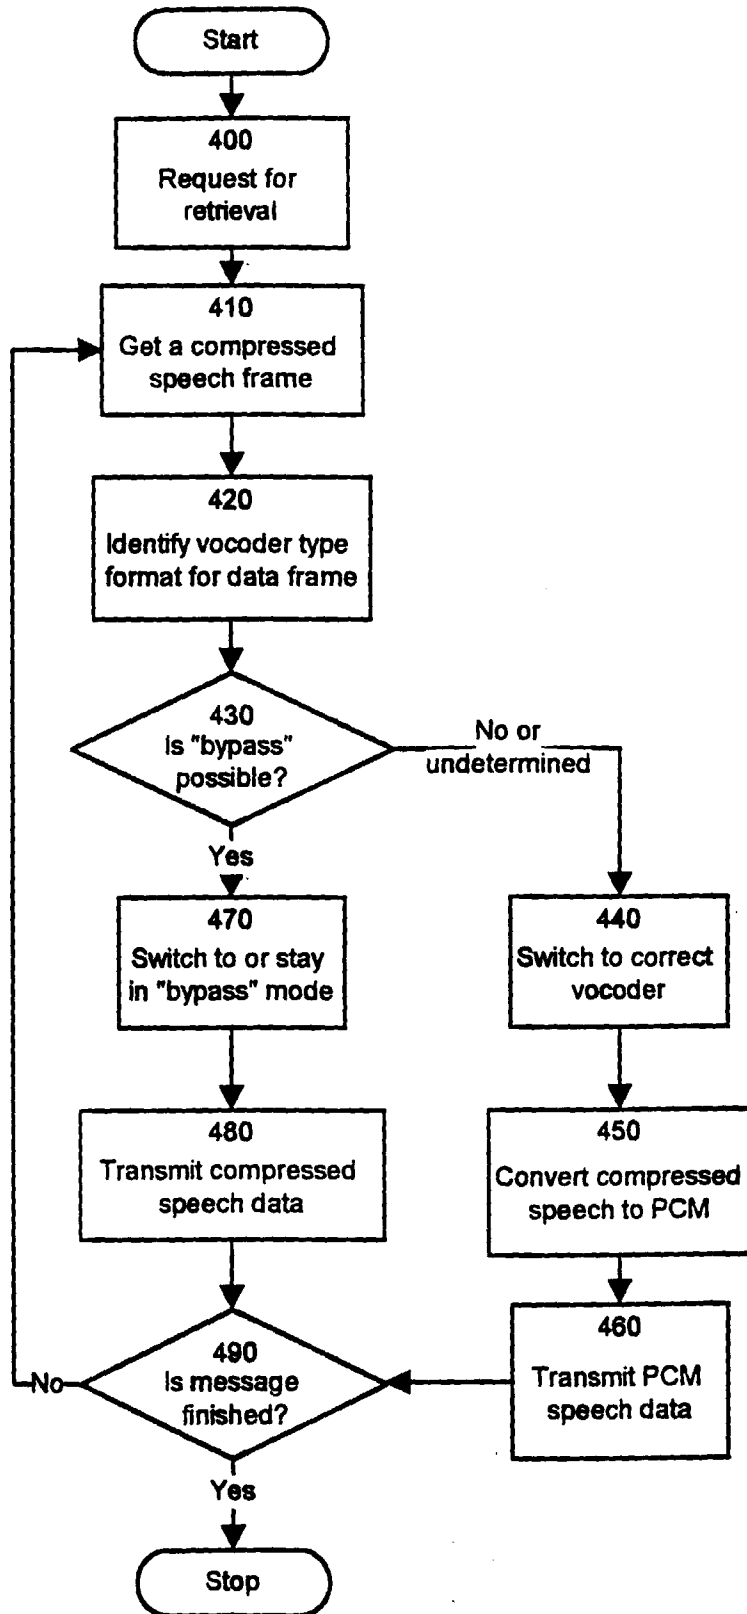 Start
400
Request for
retrieval
410
Get a compressed
speech frame
420
Identify vocoder type
format for data frame
430
Is "bypass"
possible?
No or
undetermined
Yes
470
Switch to or stay
in "bypass" mode
440
Switch to correct
vocoder
480
Transmit compressed
speech data
450
Convert compressed
speech to PCM
460
Transmit PCM
speech data
490
Is message
finished?
No
Yes
Stop